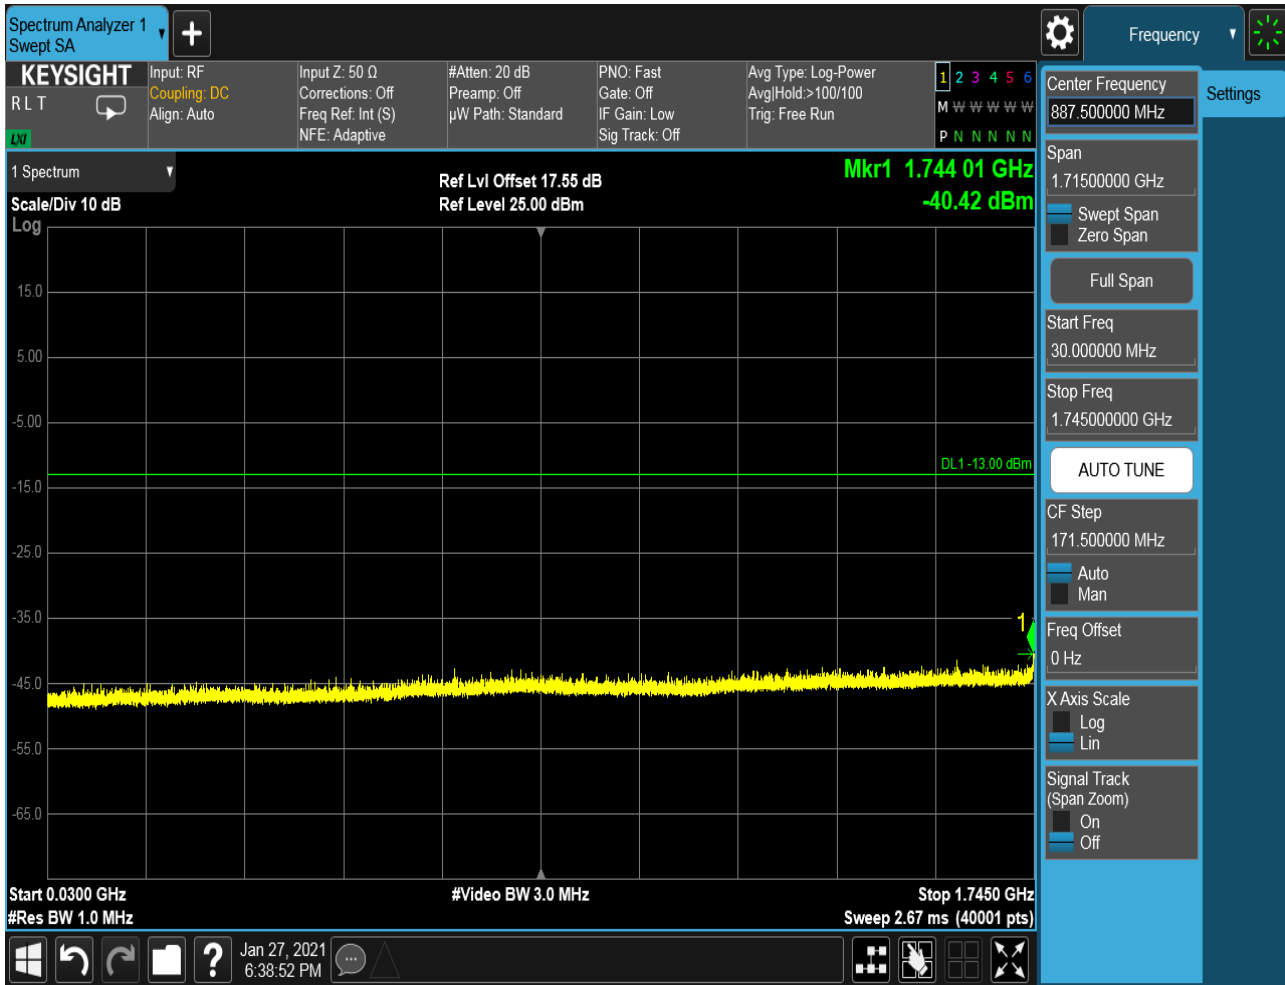 Spectrum Analyzer 1
Swept SA
Frequency
KEYSIGHT
R L T
LXI
Input: RF
Coupling: DC
Align: Auto
Input Z: 50 Ω
Corrections: Off
Freq Ref: Int (S)
NFE: Adaptive
#Atten: 20 dB
Preamp: Off
µW Path: Standard
PNO: Fast
Gate: Off
IF Gain: Low
Sig Track: Off
Avg Type: Log-Power
Avg|Hold:>100/100
Trig: Free Run
1 2 3 4 5 6
M W W W W W
P N N N N N
Center Frequency
887.500000 MHz
Settings
Span
1.71500000 GHz
Swept Span
Zero Span
Full Span
Start Freq
30.000000 MHz
Stop Freq
1.745000000 GHz
AUTO TUNE
CF Step
171.500000 MHz
Auto
Man
Freq Offset
0 Hz
X Axis Scale
Log
Lin
Signal Track
(Span Zoom)
On
Off
1 Spectrum
Scale/Div 10 dB
Log
Ref Lvl Offset 17.55 dB
Ref Level 25.00 dBm
Mkr1 1.744 01 GHz
-40.42 dBm
15.0
5.00
-5.00
DL1 -13.00 dBm
-15.0
-25.0
-35.0
1
-45.0
-55.0
-65.0
Start 0.0300 GHz
#Video BW 3.0 MHz
Stop 1.7450 GHz
#Res BW 1.0 MHz
Sweep 2.67 ms (40001 pts)
?
Jan 27, 2021
6:38:52 PM